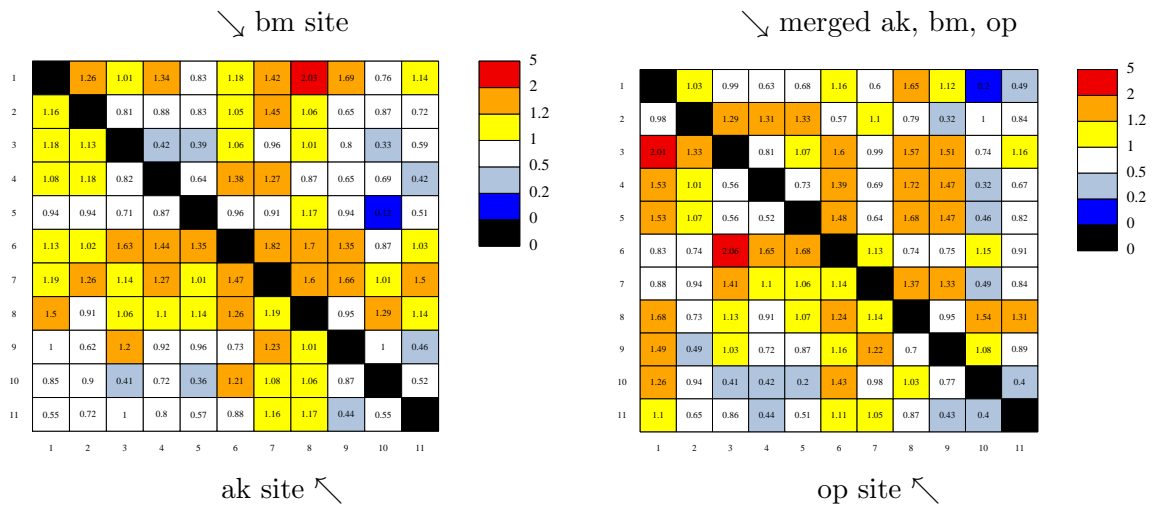 ↘ bm site
1 1.26 1.01 1.34 0.83 1.18 1.42 2.03 1.69 0.76 1.14
2 1.16 0.81 0.88 0.83 1.05 1.45 1.06 0.65 0.87 0.72
3 1.18 1.13 0.42 0.39 1.06 0.96 1.01 0.8 0.33 0.59
4 1.08 1.18 0.82 0.64 1.38 1.27 0.87 0.65 0.69 0.42
5 0.94 0.94 0.71 0.87 0.96 0.91 1.17 0.94 0.51
6 1.13 1.02 1.63 1.44 1.35 1.82 1.7 1.35 0.87 1.03
7 1.19 1.26 1.14 1.27 1.01 1.47 1.6 1.66 1.01 1.5
8 1.5 0.91 1.06 1.1 1.14 1.26 1.19 0.95 1.29 1.14
9 1 0.62 1.2 0.92 0.96 0.73 1.23 1.01 1 0.46
10 0.85 0.9 0.41 0.72 0.36 1.21 1.08 1.06 0.87 0.52
11 0.55 0.72 1 0.8 0.57 0.88 1.16 1.17 0.44 0.55
1 2 3 4 5 6 7 8 9 10 11
5
2
1.2
1
0.5
0.2
0
0
ak site ↖
↘ merged ak, bm, op
1 1.03 0.99 0.63 0.68 1.16 0.6 1.65 1.12 0.2 0.49
2 0.98 1.29 1.31 1.33 0.57 1.1 0.79 0.32 1 0.84
3 2.01 1.33 0.81 1.07 1.6 0.99 1.57 1.51 0.74 1.16
4 1.53 1.01 0.56 0.73 1.39 0.69 1.72 1.47 0.32 0.67
5 1.53 1.07 0.56 0.52 1.48 0.64 1.68 1.47 0.46 0.82
6 0.83 0.74 2.06 1.65 1.68 1.13 0.74 0.75 1.15 0.91
7 0.88 0.94 1.41 1.1 1.06 1.14 1.37 1.33 0.49 0.84
8 1.68 0.73 1.13 0.91 1.07 1.24 1.14 0.95 1.54 1.31
9 1.49 0.49 1.03 0.72 0.87 1.16 1.22 0.7 1.08 0.89
10 1.26 0.94 0.41 0.42 0.2 1.43 0.98 1.03 0.77 0.4
11 1.1 0.65 0.86 0.44 0.51 1.11 1.05 0.87 0.43 0.4
1 2 3 4 5 6 7 8 9 10 11
5
2
1.2
1
0.5
0.2
0
0
op site ↖